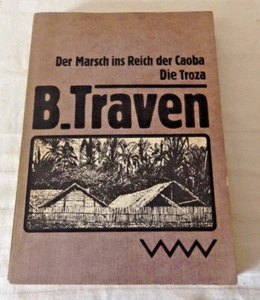 Der Marsch ins Reich der Caoba
Die Troza
B.Traven